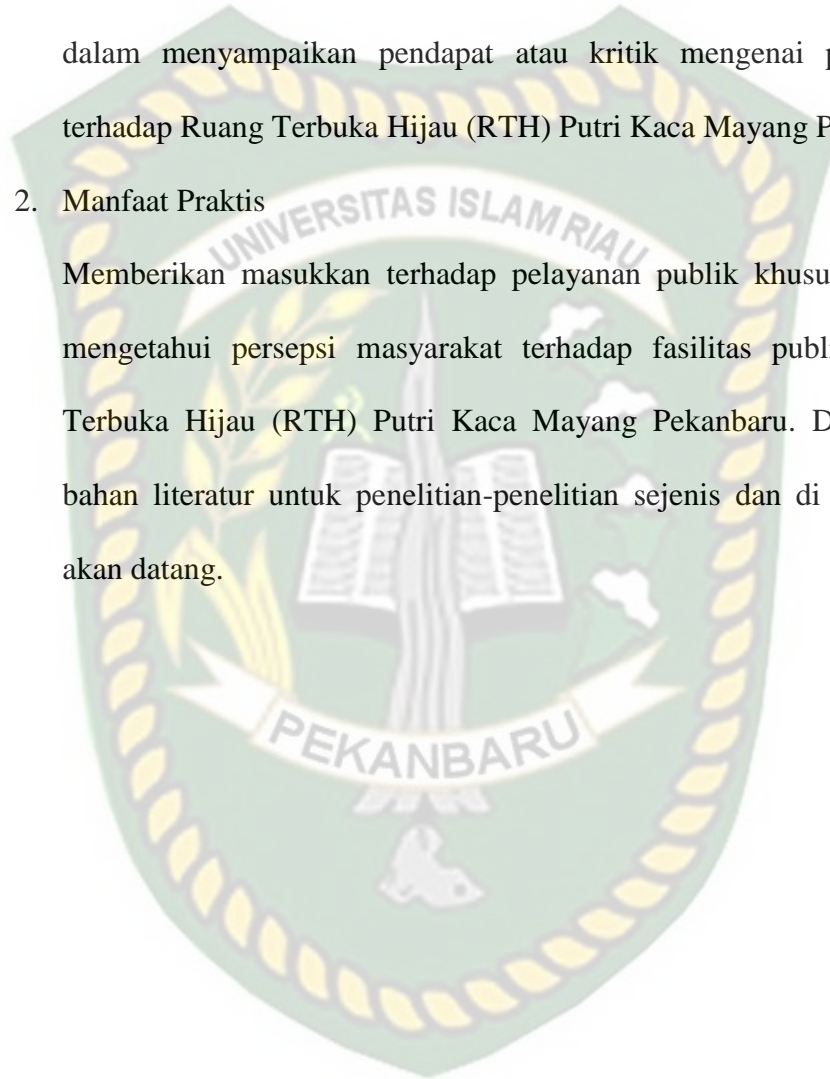 dalam menyampaikan pendapat atau kritik mengenai
terhadap Ruang Terbuka Hijau (RTH) Putri Kaca Mayang
2. Manfaat Praktis
UNIVERSITAS ISLAM RIAU
Memberikan masukkan terhadap pelayanan publik
mengetahui persepsi masyarakat terhadap fasilitas
Terbuka Hijau (RTH) Putri Kaca Mayang Pekanbaru.
bahan literatur untuk penelitian-penelitian sejenis dan di
akan datang.
PEKANBARU